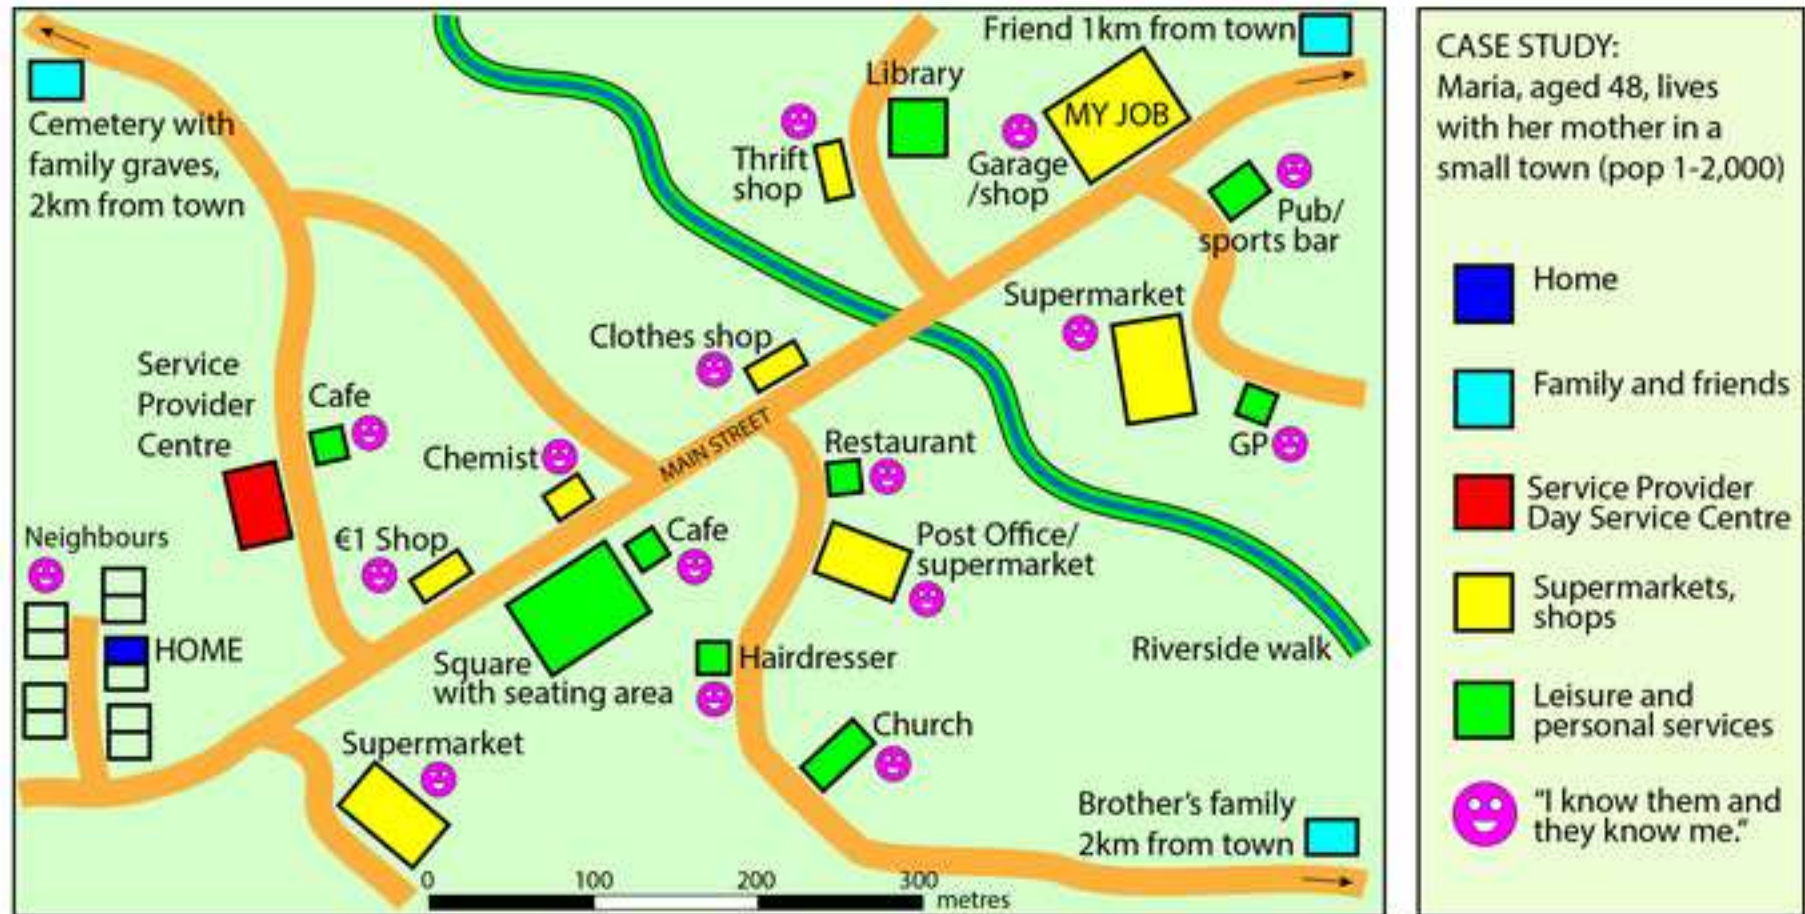 Friend 1km from town
Library
MY JOB
Cemetery with
family graves,
2km from town
Thrift
shop
Garage
/shop
Pub/
sports bar
Supermarket
Clothes shop
Service
Provider
Centre
Cafe
MAIN STREET
Chemist
Restaurant
GP
Neighbours
€1 Shop
Cafe
Post Office/
supermarket
HOME
Square
with seating area
Hairdresser
Riverside walk
Supermarket
Church
Brother's family
2km from town
0 100 200 300
metres
CASE STUDY:
Maria, aged 48, lives
with her mother in a
small town (pop 1-2,000)
Home
Family and friends
Service Provider
Day Service Centre
Supermarkets,
shops
Leisure and
personal services
"I know them and
they know me."